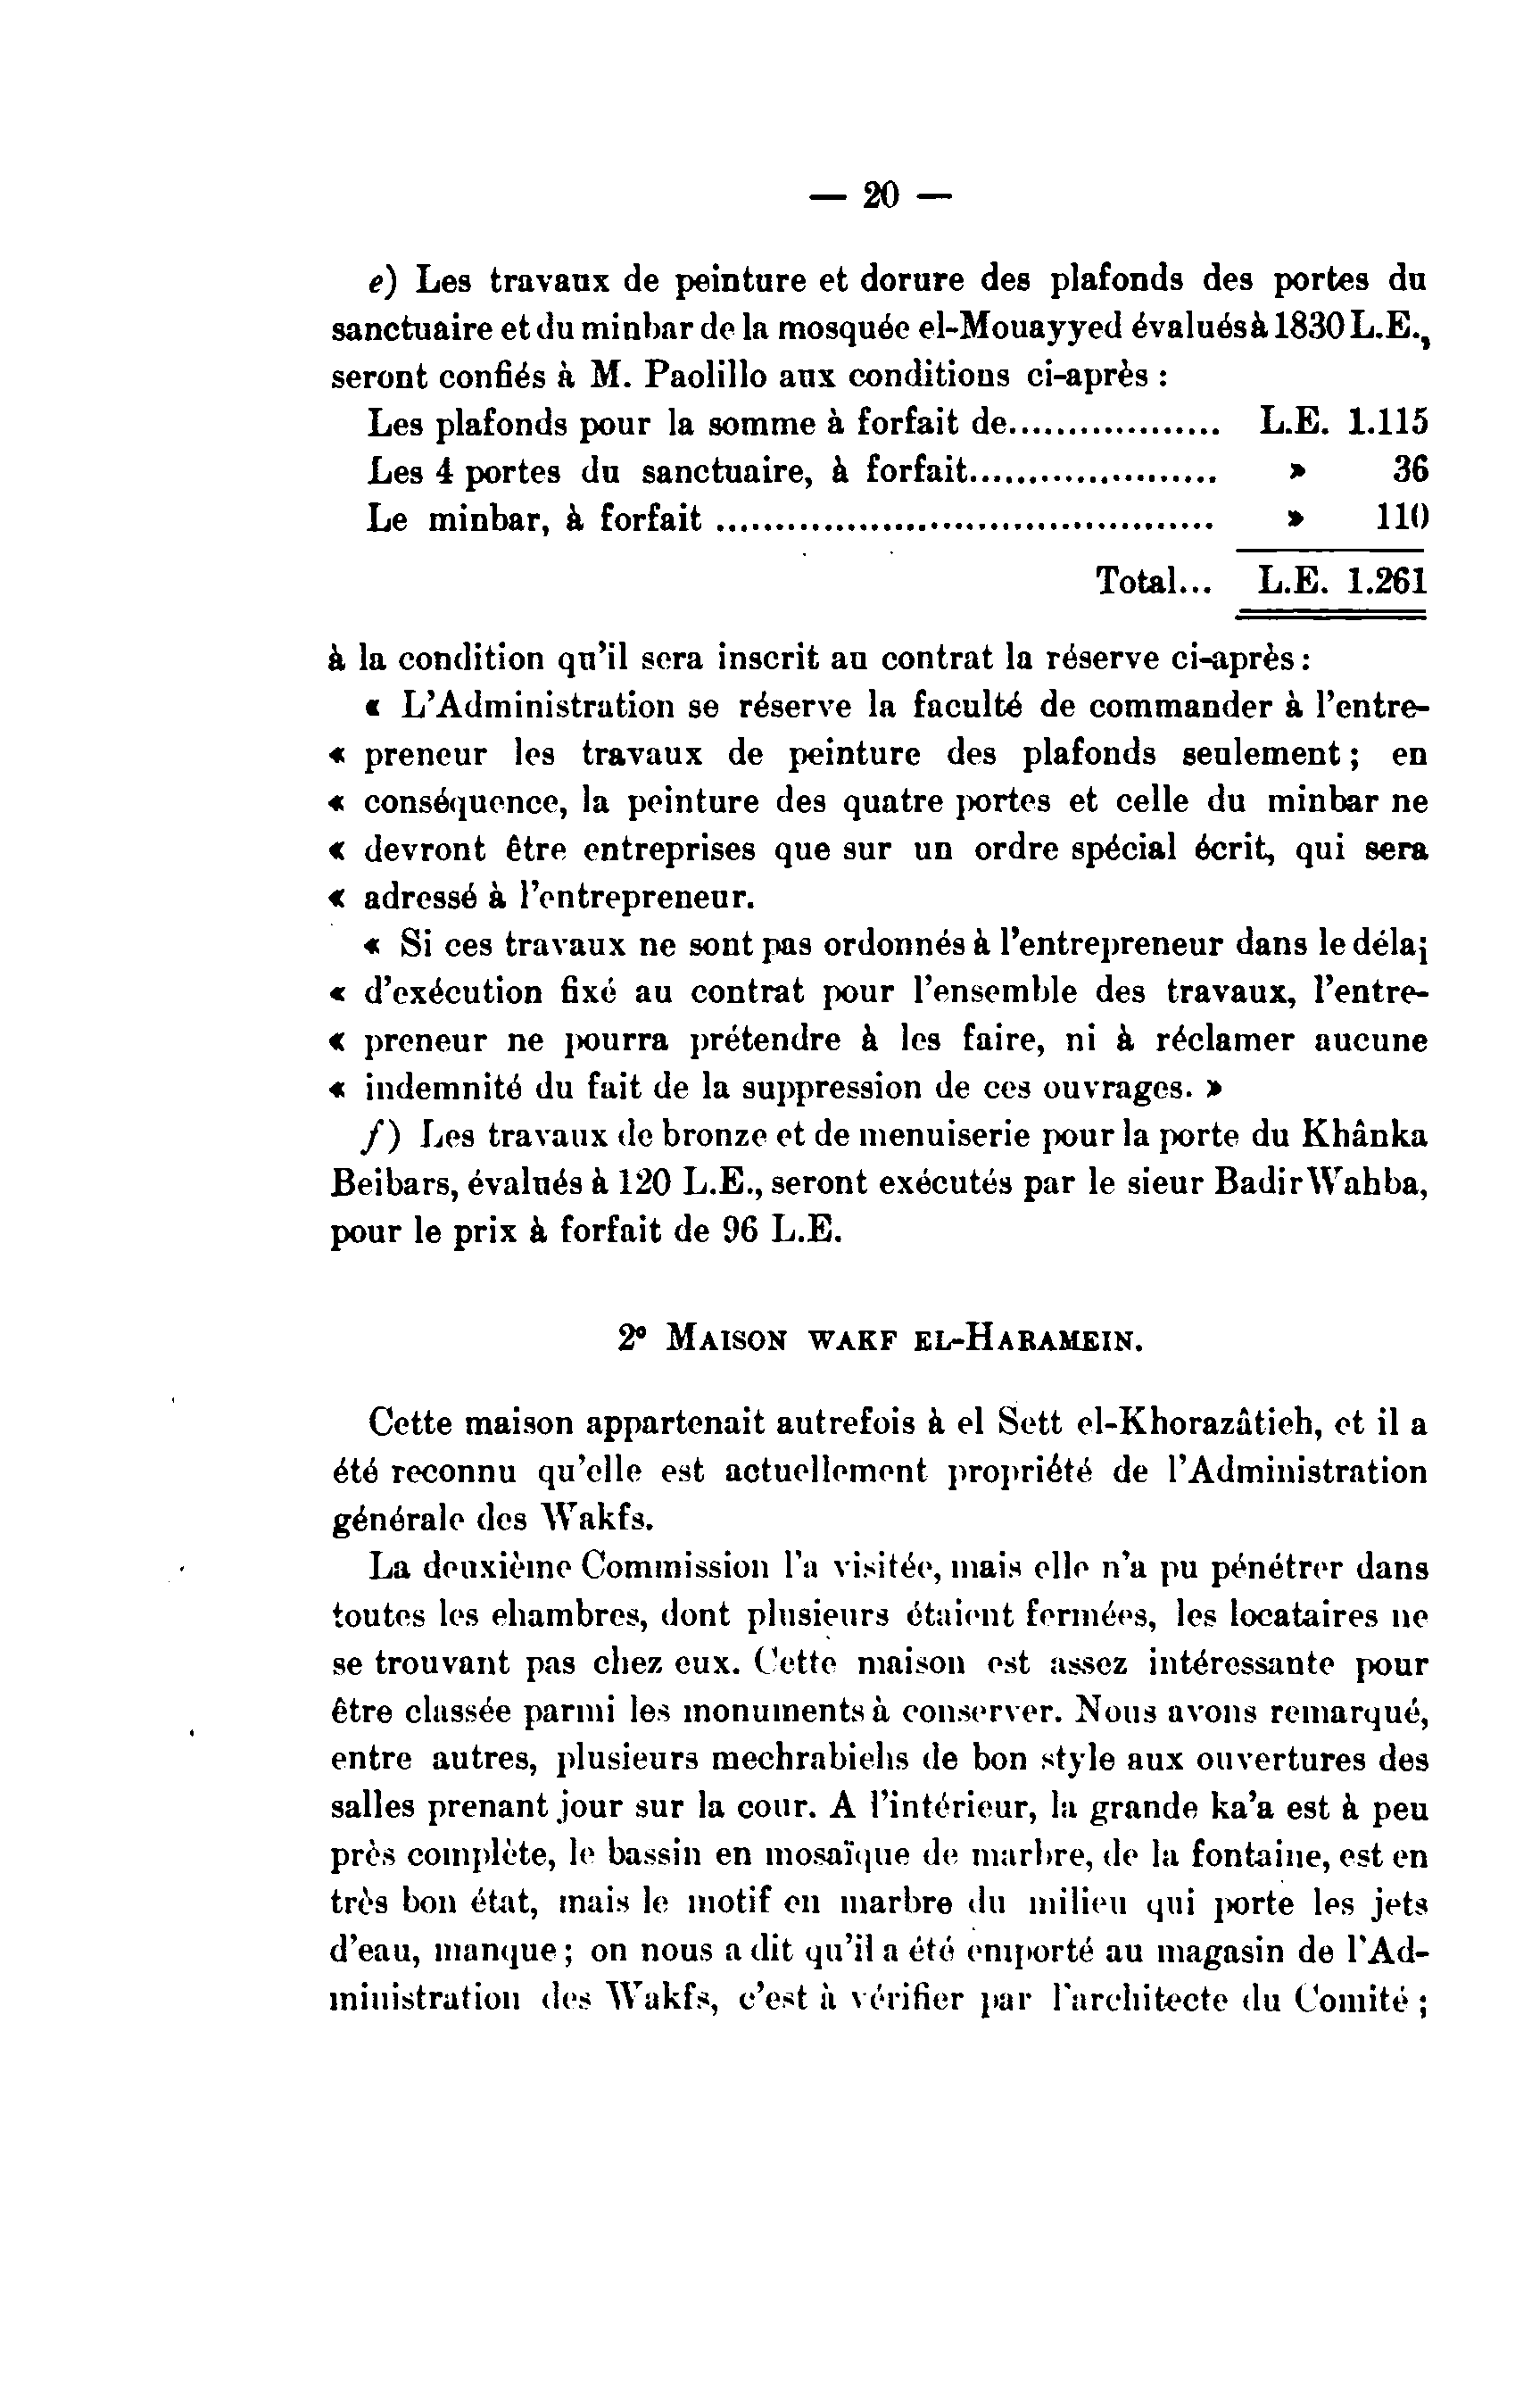 — 20 —
e) Les travaux de peinture et dorure des plafonds des portes du
sanctuaire et du minbar de la mosquée el-Mouayyed évalués à 1830 L.E.,
seront confiés à M. Paolillo aux conditions ci-après :
Les plafonds pour la somme à forfait de.................. L.E. 1.115
Les 4 portes du sanctuaire, à forfait..................... » 36
Le minbar, à forfait .......................................... » 110
Total... L.E. 1.261
à la condition qu'il sera inscrit au contrat la réserve ci-après :
« L'Administration se réserve la faculté de commander à l'entre-
« preneur les travaux de peinture des plafonds seulement ; en
« conséquence, la peinture des quatre portes et celle du minbar ne
« devront être entreprises que sur un ordre spécial écrit, qui sera
« adressé à l'entrepreneur.
« Si ces travaux ne sont pas ordonnés à l'entrepreneur dans le délai
« d'exécution fixé au contrat pour l'ensemble des travaux, l'entre-
« preneur ne pourra prétendre à les faire, ni à réclamer aucune
« indemnité du fait de la suppression de ces ouvrages. »
f) Les travaux de bronze et de menuiserie pour la porte du Khânka
Beibars, évalués à 120 L.E., seront exécutés par le sieur Badir Wahba,
pour le prix à forfait de 96 L.E.
2° MAISON WAKF EL-HARAMEIN.
Cette maison appartenait autrefois à el Sett el-Khorazâtieh, et il a
été reconnu qu'elle est actuellement propriété de l'Administration
générale des Wakfs.
La deuxième Commission l'a visitée, mais elle n'a pu pénétrer dans
toutes les chambres, dont plusieurs étaient fermées, les locataires ne
se trouvant pas chez eux. Cette maison est assez intéressante pour
être classée parmi les monuments à conserver. Nous avons remarqué,
entre autres, plusieurs mechrabiehs de bon style aux ouvertures des
salles prenant jour sur la cour. A l'intérieur, la grande ka'a est à peu
près complète, le bassin en mosaïque de marbre, de la fontaine, est en
très bon état, mais le motif en marbre du milieu qui porte les jets
d'eau, manque ; on nous a dit qu'il a été emporté au magasin de l'Ad-
ministration des Wakfs, c'est à vérifier par l'architecte du Comité ;